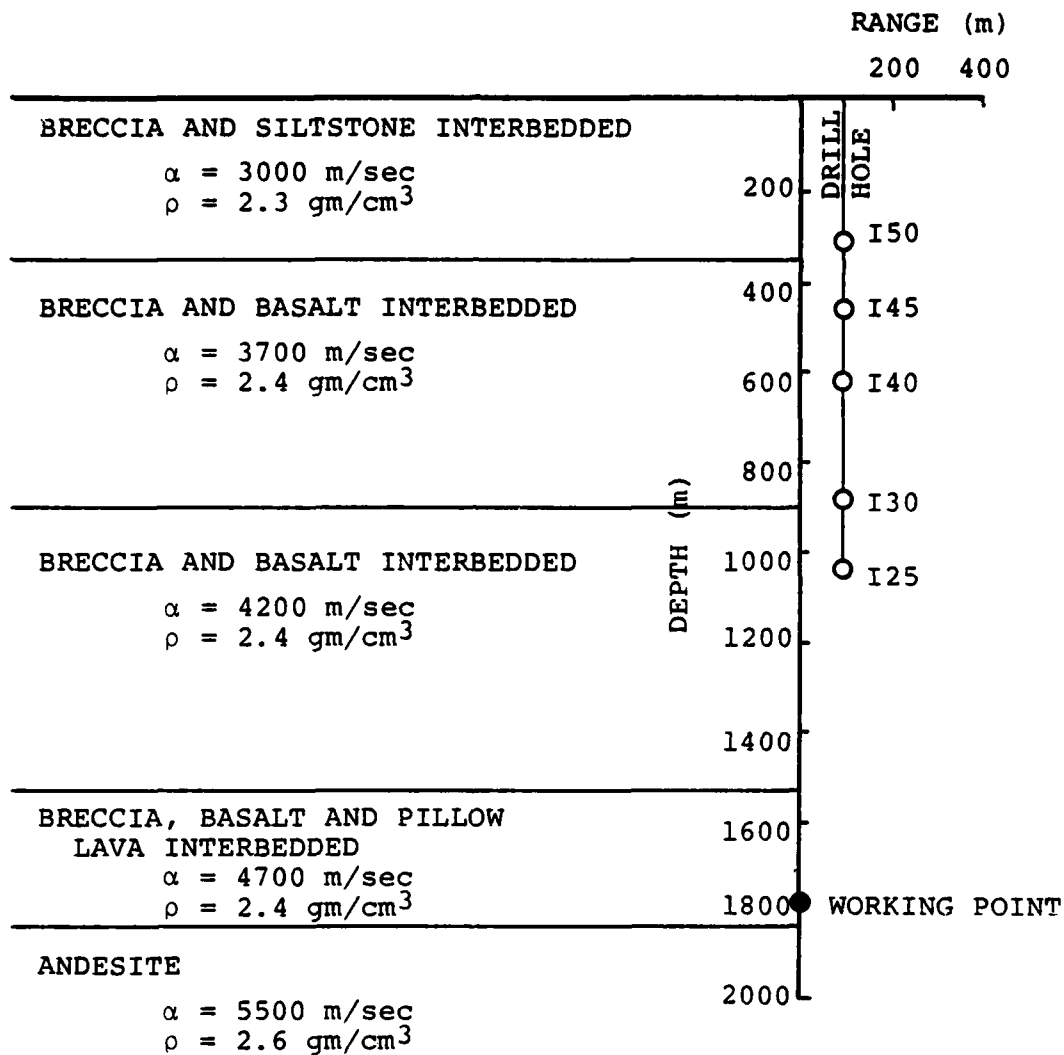 RANGE (m)
200 400
BRECCIA AND SILTSTONE INTERBEDDED
α = 3000 m/sec
ρ = 2.3 gm/cm³
BRECCIA AND BASALT INTERBEDDED
α = 3700 m/sec
ρ = 2.4 gm/cm³
BRECCIA AND BASALT INTERBEDDED
α = 4200 m/sec
ρ = 2.4 gm/cm³
BRECCIA, BASALT AND PILLOW
LAVA INTERBEDDED
α = 4700 m/sec
ρ = 2.4 gm/cm³
ANDESITE
α = 5500 m/sec
ρ = 2.6 gm/cm³
DEPTH (m)
200
400
600
800
1000
1200
1400
1600
1800
2000
DRILL
HOLE
I50
I45
I40
I30
I25
WORKING POINT